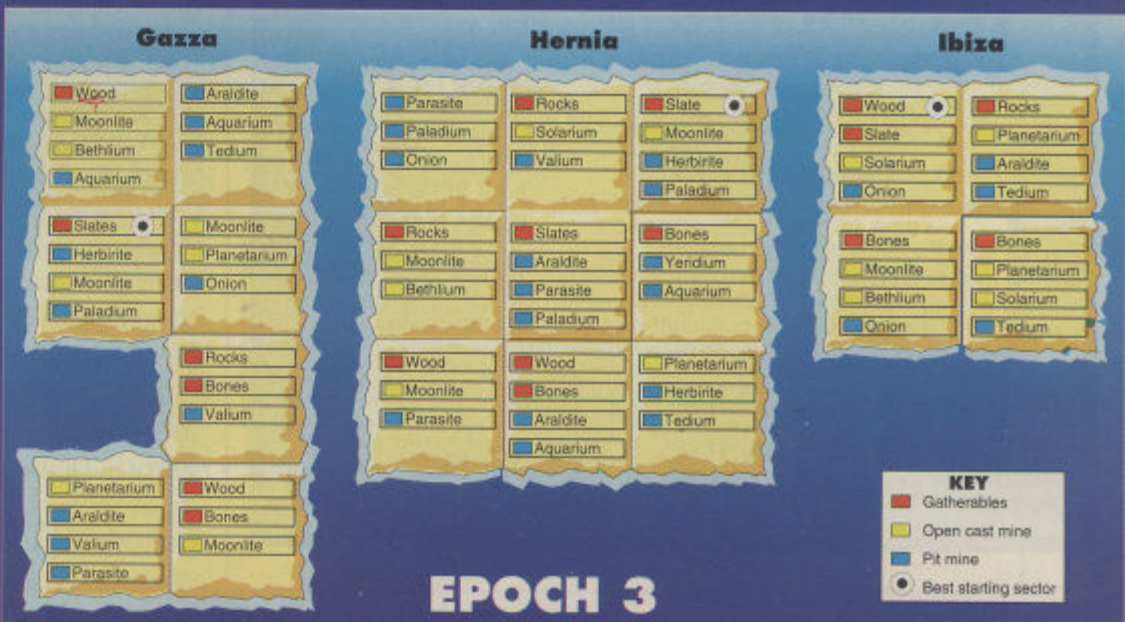 Gazza
Wood
Moonlite
Bethlium
Aquarium
Araldite
Aquarium
Tedium
Slates
Herbirite
Moonlite
Paladium
Moonlite
Planetarium
Onion
Rocks
Bones
Valium
Planetarium
Araldite
Valium
Parasite
Wood
Bones
Moonlite
Hernia
Parasite
Paladium
Onion
Rocks
Solarium
Valium
Slate
Moonlite
Herbirite
Paladium
Rocks
Moonlite
Bethlium
Slates
Araldite
Parasite
Paladium
Bones
Yeridium
Aquarium
Wood
Moonlite
Parasite
Wood
Bones
Araldite
Aquarium
Planetarium
Herbirite
Tedium
Ibiza
Wood
Slate
Solarium
Onion
Rocks
Planetarium
Araldite
Tedium
Bones
Moonlite
Bethlium
Onion
Bones
Planetarium
Solarium
Tedium
KEY
Gatherables
Open cast mine
Pit mine
Best starting sector
EPOCH 3